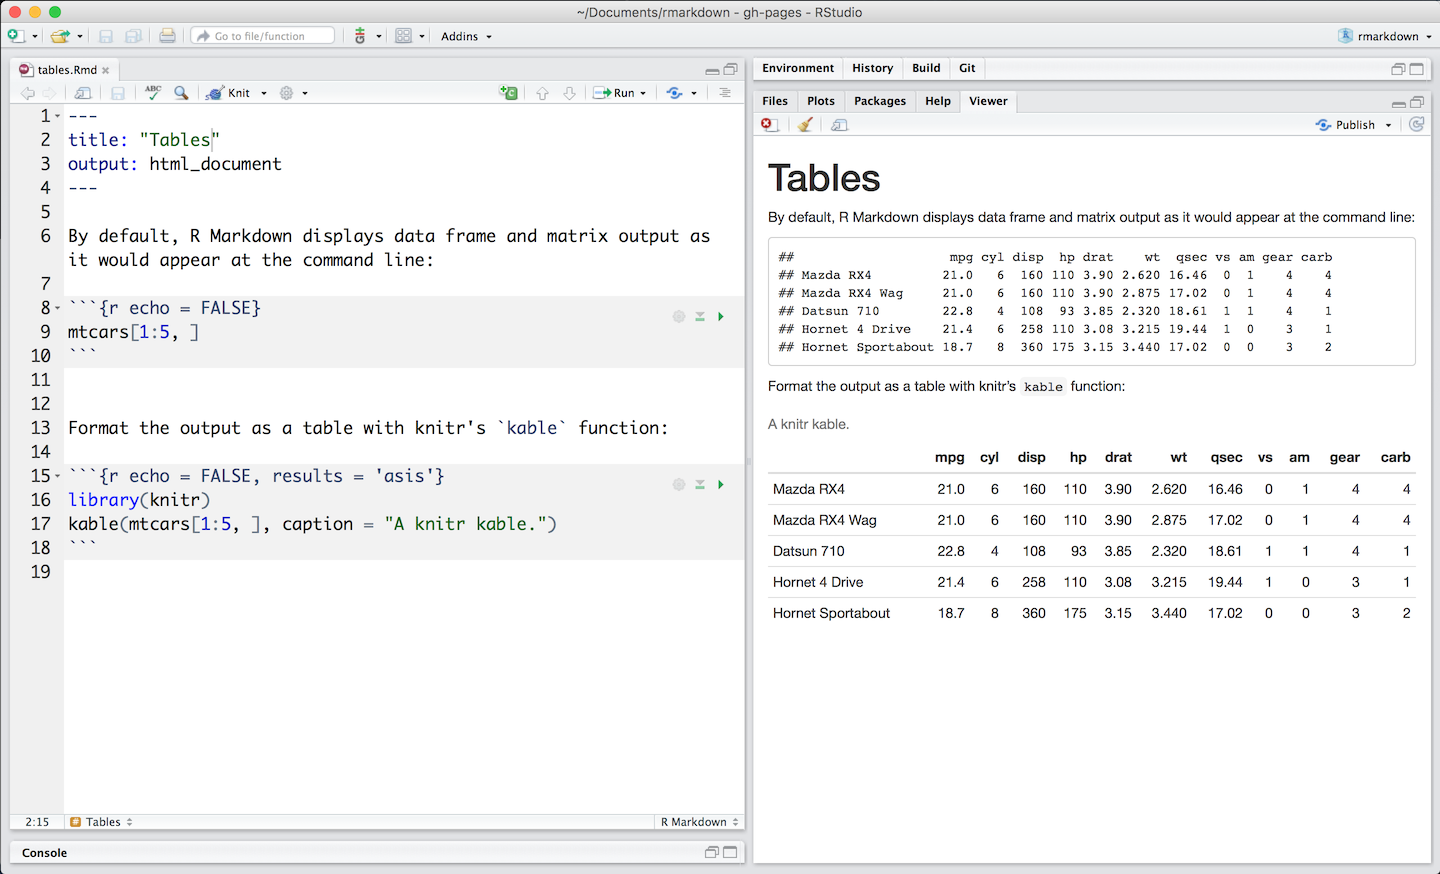 ~/Documents/rmarkdown - gh-pages - RStudio
Go to file/function
Addins
rmarkdown
tables.Rmd
ABC
Knit
Run
1 ---
2 title: "Tables"
3 output: html_document
4 ---
5
6 By default, R Markdown displays data frame and matrix output as
it would appear at the command line:
7
8 ```{r echo = FALSE}
9 mtcars[1:5, ]
10 ```
11
12
13 Format the output as a table with knitr's `kable` function:
14
15 ```{r echo = FALSE, results = 'asis'}
16 library(knitr)
17 kable(mtcars[1:5, ], caption = "A knitr kable.")
18 ```
19
2:15 # Tables R Markdown
Console
Environment History Build Git
Files Plots Packages Help Viewer
Publish
Tables
By default, R Markdown displays data frame and matrix output as it would appear at the command line:
## mpg cyl disp hp drat wt qsec vs am gear carb
## Mazda RX4 21.0 6 160 110 3.90 2.620 16.46 0 1 4 4
## Mazda RX4 Wag 21.0 6 160 110 3.90 2.875 17.02 0 1 4 4
## Datsun 710 22.8 4 108 93 3.85 2.320 18.61 1 1 4 1
## Hornet 4 Drive 21.4 6 258 110 3.08 3.215 19.44 1 0 3 1
## Hornet Sportabout 18.7 8 360 175 3.15 3.440 17.02 0 0 3 2
Format the output as a table with knitr's kable function:
A knitr kable.
mpg cyl disp hp drat wt qsec vs am gear carb
Mazda RX4 21.0 6 160 110 3.90 2.620 16.46 0 1 4 4
Mazda RX4 Wag 21.0 6 160 110 3.90 2.875 17.02 0 1 4 4
Datsun 710 22.8 4 108 93 3.85 2.320 18.61 1 1 4 1
Hornet 4 Drive 21.4 6 258 110 3.08 3.215 19.44 1 0 3 1
Hornet Sportabout 18.7 8 360 175 3.15 3.440 17.02 0 0 3 2